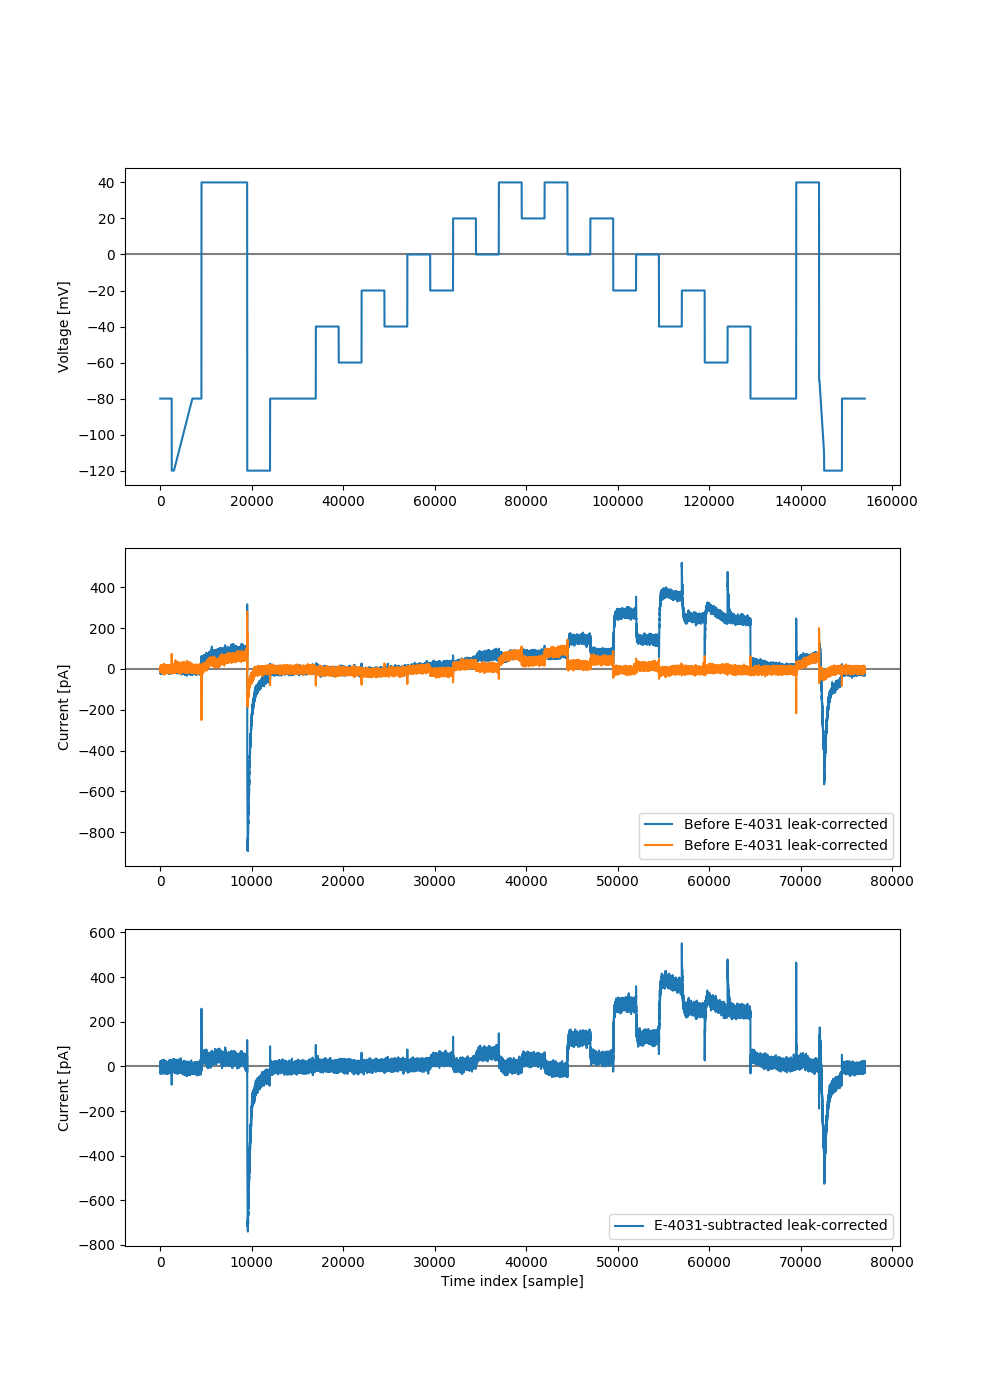 40
20
0
−20
−40
−60
−80
−100
−120
Voltage [mV]
0 20000 40000 60000 80000 100000 120000 140000 160000
400
200
0
−200
−400
−600
−800
Current [pA]
Before E-4031 leak-corrected
Before E-4031 leak-corrected
0 10000 20000 30000 40000 50000 60000 70000 80000
600
400
200
0
−200
−400
−600
−800
Current [pA]
E-4031-subtracted leak-corrected
0 10000 20000 30000 40000 50000 60000 70000 80000
Time index [sample]